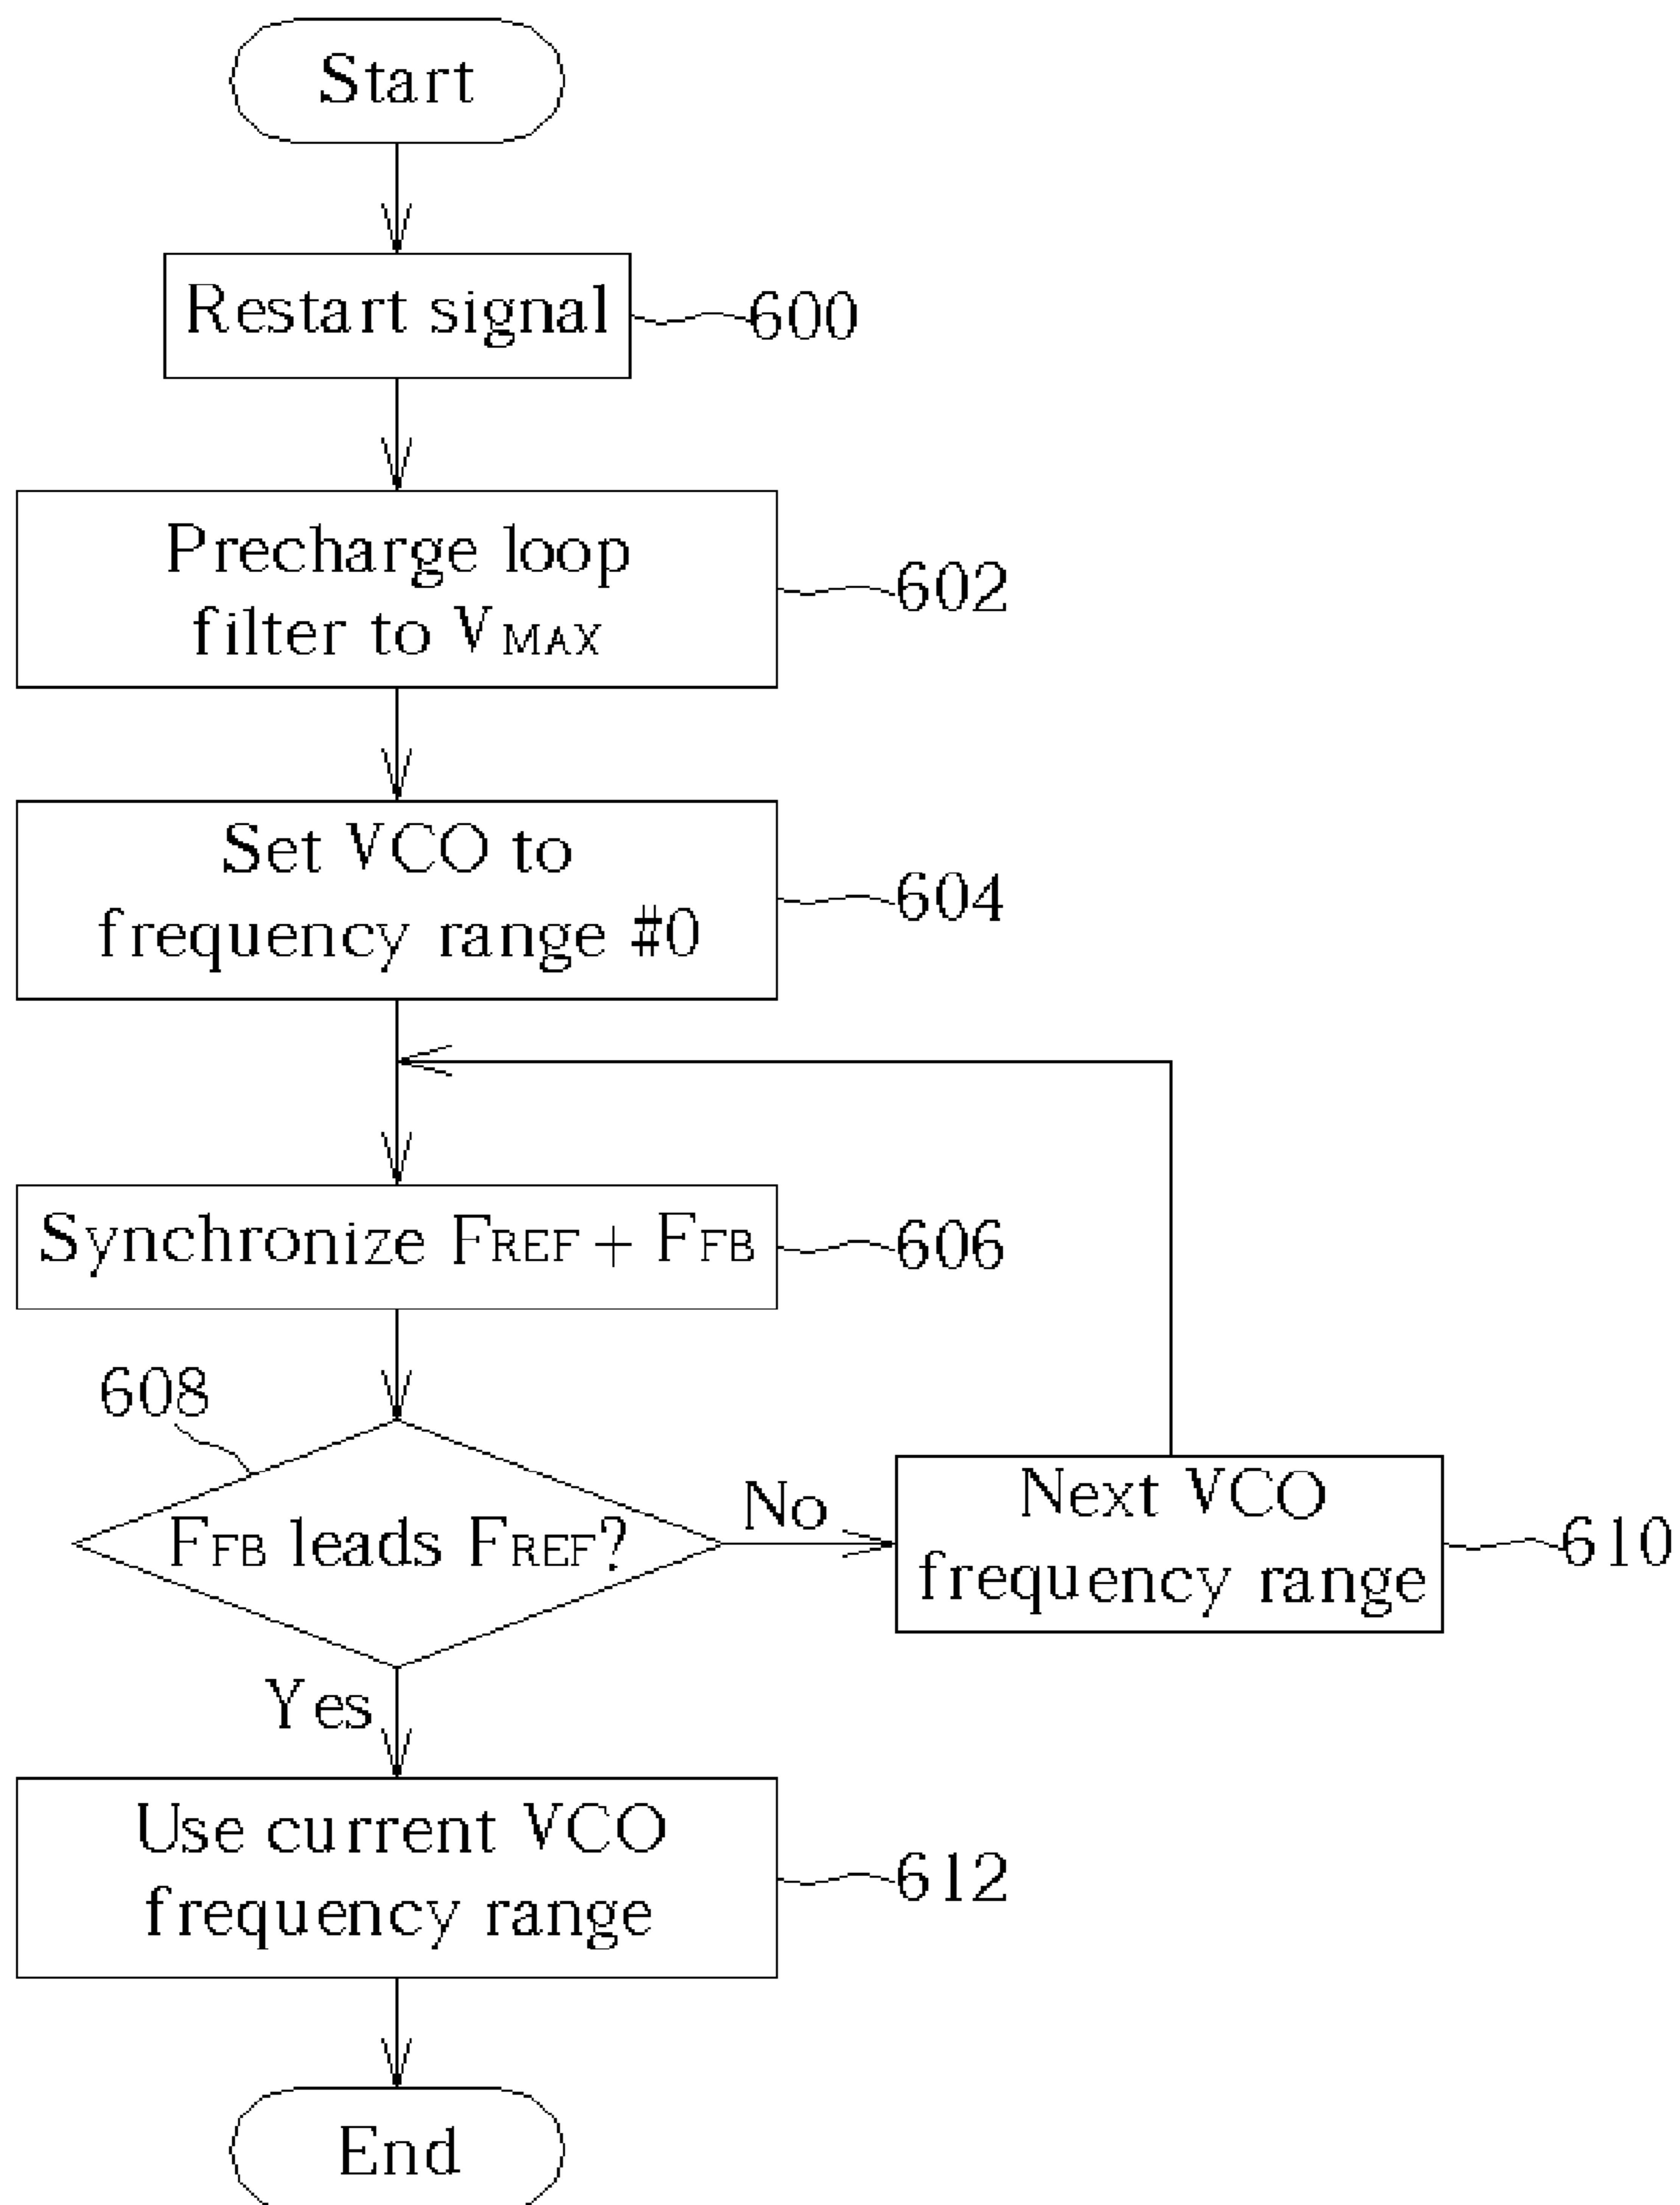 Start
Restart signal
600
Precharge loop
filter to VMAX
602
Set VCO to
frequency range #0
604
Synchronize FREF + FFB
606
608
FFB leads FREF?
No
Next VCO
frequency range
610
Yes
Use current VCO
frequency range
612
End